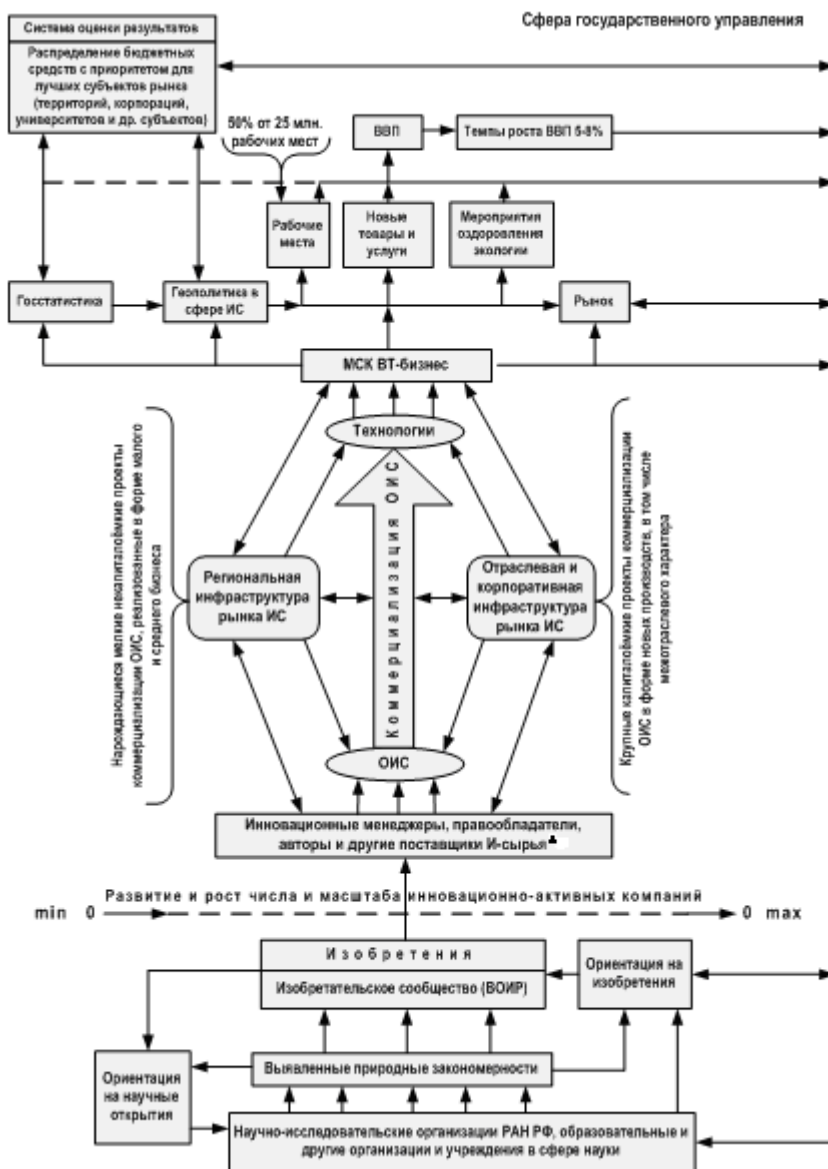 Сфера государственного управления
Система оценки результатов
Распределение бюджетных
средств с приоритетом для
лучших субъектов рынка
(территорий, корпораций,
университетов и др. субъектов)
50% от 25 млн.
рабочих мест
ВВП
Темпы роста ВВП 5-8%
Рабочие
места
Новые
товары и
услуги
Мероприятия
оздоровления
экологии
Госстатистика
Геополитика в
сфере ИС
Рынок
МСК ВТ-бизнес
Технологии
Нарождающиеся мелкие некапиталоёмкие проекты
коммерциализации ОИС, реализованные в форме малого
и среднего бизнеса
Региональная
инфраструктура
рынка ИС
Коммерциализация ОИС
Отраслевая и
корпоративная
инфраструктура
рынка ИС
Крупные капиталоёмкие проекты коммерциализации
ОИС в форме новых производств, в том числе
межотраслевого характера
ОИС
Инновационные менеджеры, правообладатели,
авторы и другие поставщики И-сырья
Развитие и рост числа и масштаба инновационно-активных компаний
min 0
0 max
Изобретения
Изобретательское сообщество (ВОИР)
Ориентация на
изобретения
Выявленные природные закономерности
Ориентация
на научные
открытия
Научно-исследовательские организации РАН РФ, образовательные и
другие организации и учреждения в сфере науки